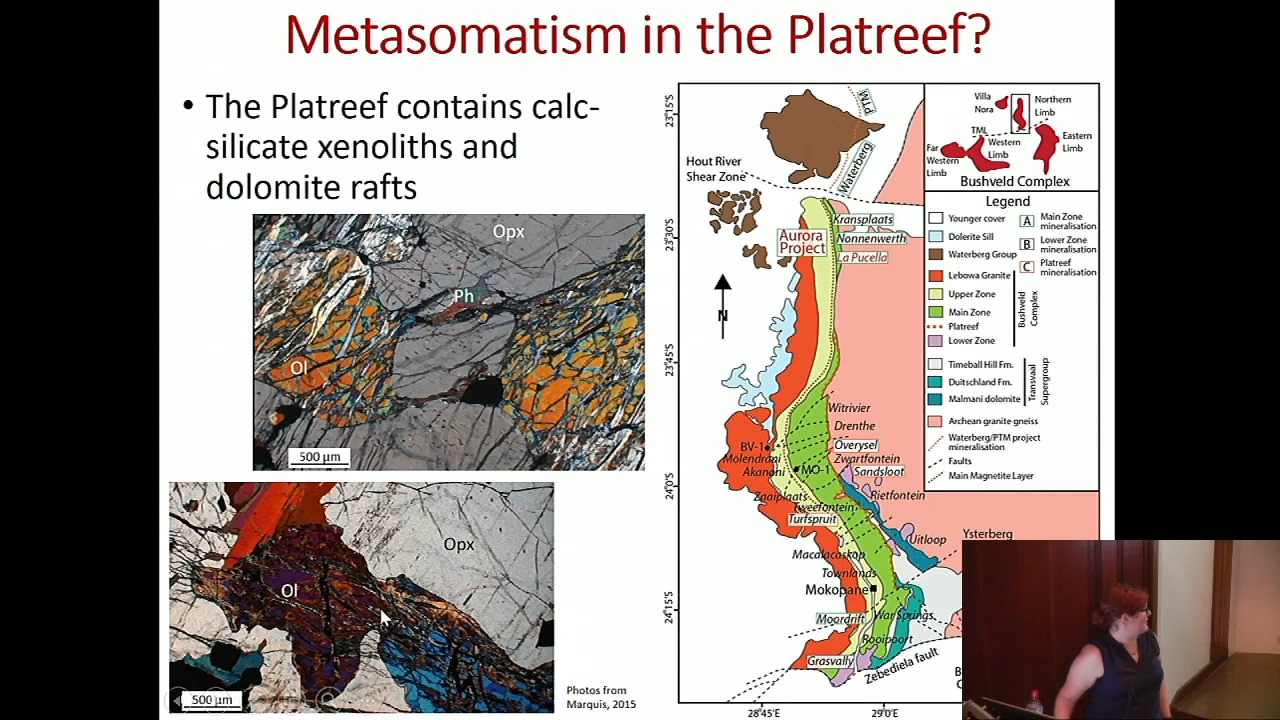 Metasomatism in the Platreef?
• The Platreef contains calc-
silicate xenoliths and
dolomite rafts
Opx
Ph
Ol
500 µm
Opx
Ol
500 µm
Photos from
Marquis, 2015
23°15'S
23°30'S
23°45'S
24°0'S
24°15'S
28°45'E
29°0'E
PTM
Waterberg
Hout River
Shear Zone
Aurora
Project
Kransplaats
Nonnenwerth
La Pucella
N
Witrivier
Drenthe
BV-1
Overysel
Molendraai
Zwartfontein
Akanani
MO-1
Sandsloot
Zaaiplaats
Rietfontein
Tweefontein
Turfspruit
Ysterberg
Uitloop
Macalacaskop
Townlands
Mokopane
Moordrift
War Springs
Rooipoort
Grasvally
Zebediela fault
Villa
Nora
Northern
Limb
TML
Western
Limb
Eastern
Limb
Far
Western
Limb
Bushveld Complex
Legend
Younger cover
Dolerite Sill
Waterberg Group
Lebowa Granite
Upper Zone
Main Zone
Platreef
Lower Zone
Bushveld
Complex
A Main Zone
mineralisation
B Lower Zone
mineralisation
C Platreef
mineralisation
Timeball Hill Fm.
Duitschland Fm.
Malmani dolomite
Transvaal
Supergroup
Archean granite gneiss
Waterberg/PTM project
mineralisation
Faults
Main Magnetite Layer